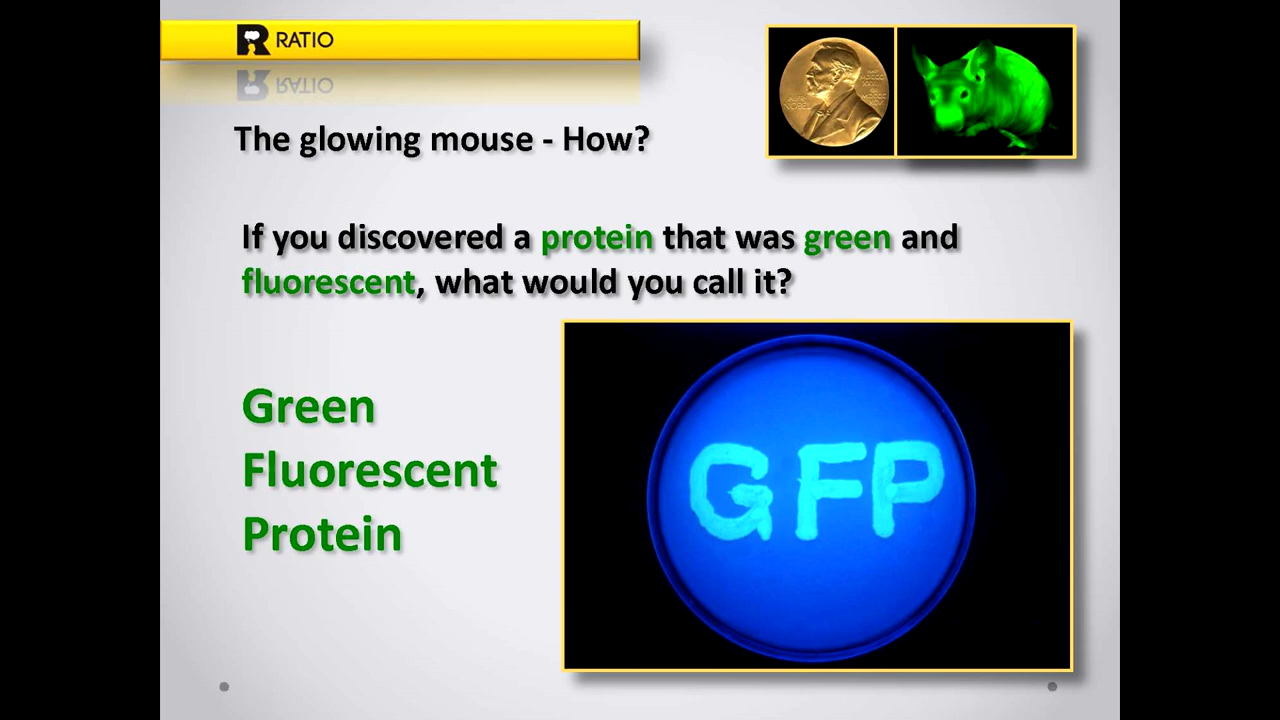 RATIO
The glowing mouse - How?
If you discovered a protein that was green and
fluorescent, what would you call it?
Green
Fluorescent
Protein
GFP